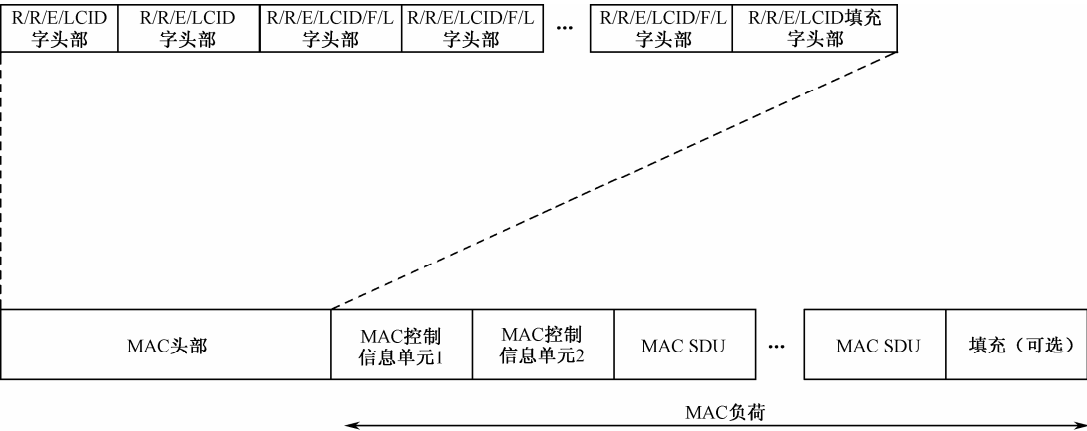 R/R/E/LCID R/R/E/LCID R/R/E/LCID/F/L R/R/E/LCID/F/L ... R/R/E/LCID/F/L R/R/E/LCID填充
字头部 字头部 字头部 字头部 字头部 字头部
MAC头部 MAC控制 MAC控制 MAC SDU ... MAC SDU 填充（可选）
信息单元1 信息单元2
MAC负荷